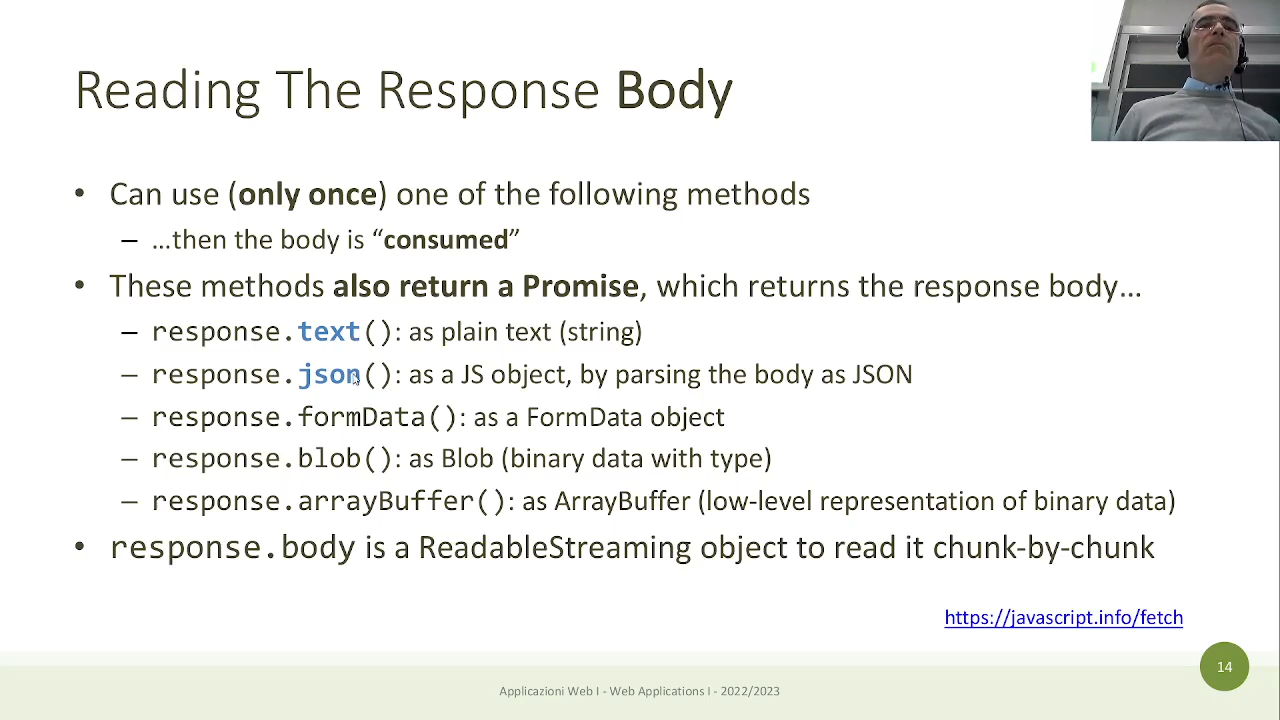 Reading The Response Body
• Can use (only once) one of the following methods
– …then the body is “consumed”
• These methods also return a Promise, which returns the response body…
– response.text(): as plain text (string)
– response.json(): as a JS object, by parsing the body as JSON
– response.formData(): as a FormData object
– response.blob(): as Blob (binary data with type)
– response.arrayBuffer(): as ArrayBuffer (low-level representation of binary data)
• response.body is a ReadableStreaming object to read it chunk-by-chunk
https://javascript.info/fetch
14
Applicazioni Web I - Web Applications I - 2022/2023